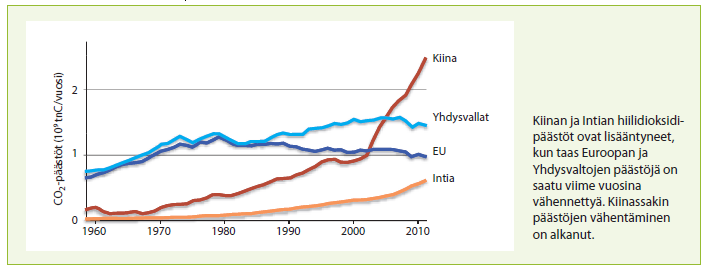 CO₂-päästöt (10⁹ tnC/vuosi)
2
1
0
1960 1970 1980 1990 2000 2010
Kiina
Yhdysvallat
EU
Intia
Kiinan ja Intian hiilidioksidi-
päästöt ovat lisääntyneet,
kun taas Euroopan ja
Yhdysvaltojen päästöjä on
saatu viime vuosina
vähennettyä. Kiinassakin
päästöjen vähentäminen
on alkanut.